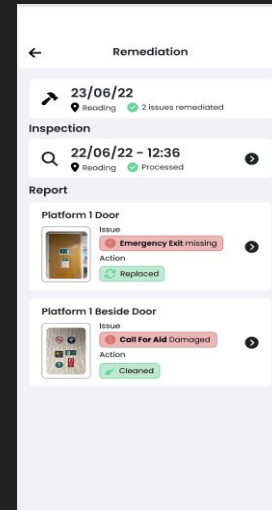 Remediation
23/06/22
Reading 2 issues remediated
Inspection
22/06/22 - 12:36
Reading Processed
Report
Platform 1 Door
Issue
Emergency Exit missing
Action
Replaced
Platform 1 Beside Door
Issue
Call For Aid Damaged
Action
Cleaned